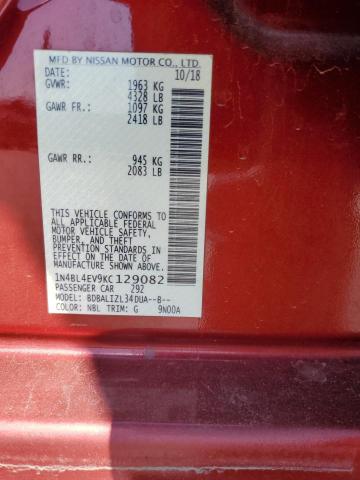 MFD BY NISSAN MOTOR CO., LTD.
DATE: 10/18
GVWR: 1963 KG
4328 LB
GAWR FR.: 1097 KG
2418 LB
GAWR RR.: 945 KG
2083 LB
THIS VEHICLE CONFORMS TO
ALL APPLICABLE FEDERAL
MOTOR VEHICLE SAFETY,
BUMPER, AND THEFT
PREVENTION STANDARDS IN
EFFECT ON THE DATE OF
MANUFACTURE SHOWN ABOVE.
1N4BL4EV9KC129082
PASSENGER CAR 292
MODEL: BDBALIZL34DUA--B--
COLOR: NBL TRIM: G 9N00A